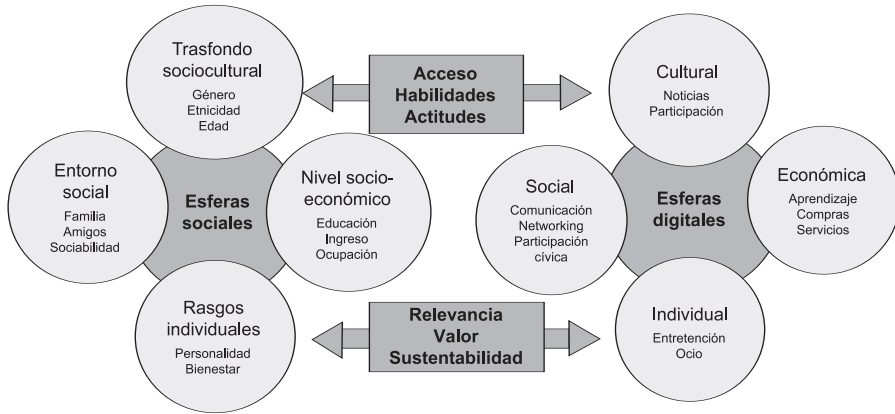 Trasfondo
sociocultural
Género
Etnicidad
Edad
Acceso
Habilidades
Actitudes
Cultural
Noticias
Participación
Entorno
social
Familia
Amigos
Sociabilidad
Esferas
sociales
Nivel socio-
económico
Educación
Ingreso
Ocupación
Social
Comunicación
Networking
Participación
cívica
Esferas
digitales
Económica
Aprendizaje
Compras
Servicios
Rasgos
individuales
Personalidad
Bienestar
Relevancia
Valor
Sustentabilidad
Individual
Entretención
Ocio